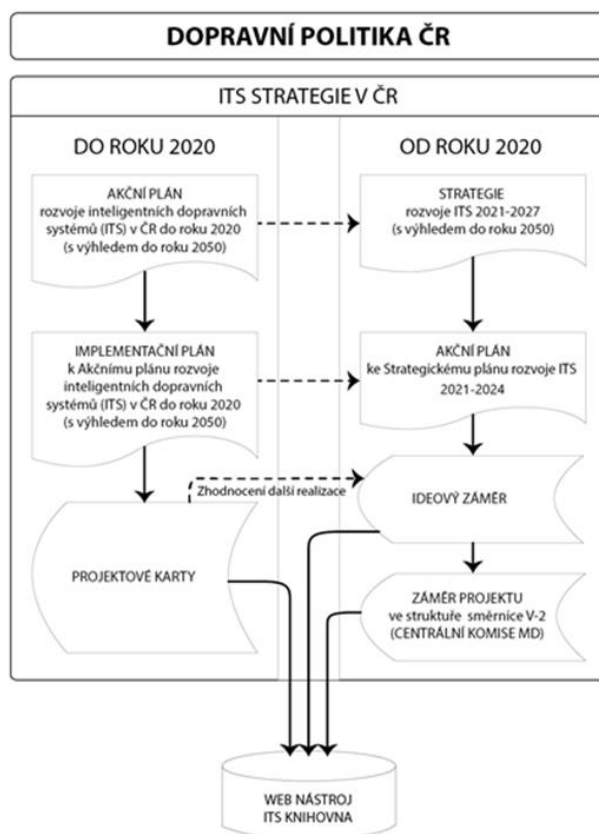 DOPRAVNÍ POLITIKA ČR
ITS STRATEGIE V ČR
DO ROKU 2020
AKČNÍ PLÁN
rozvoje inteligentních dopravních
systémů (ITS) v ČR do roku 2020
(s výhledem do roku 2050)
IMPLEMENTAČNÍ PLÁN
k Akčnímu plánu rozvoje
inteligentních dopravních
systémů (ITS) v ČR do roku 2020
(s výhledem do roku 2050)
Zhodnocení další realizace
PROJEKTOVÉ KARTY
OD ROKU 2020
STRATEGIE
rozvoje ITS 2021-2027
(s výhledem do roku 2050)
AKČNÍ PLÁN
ke Strategickému plánu rozvoje ITS
2021-2024
IDEOVÝ ZÁMĚR
ZÁMĚR PROJEKTU
ve struktuře směrnice V-2
(CENTRÁLNÍ KOMISE MD)
WEB NÁSTROJ
ITS KNIHOVNA